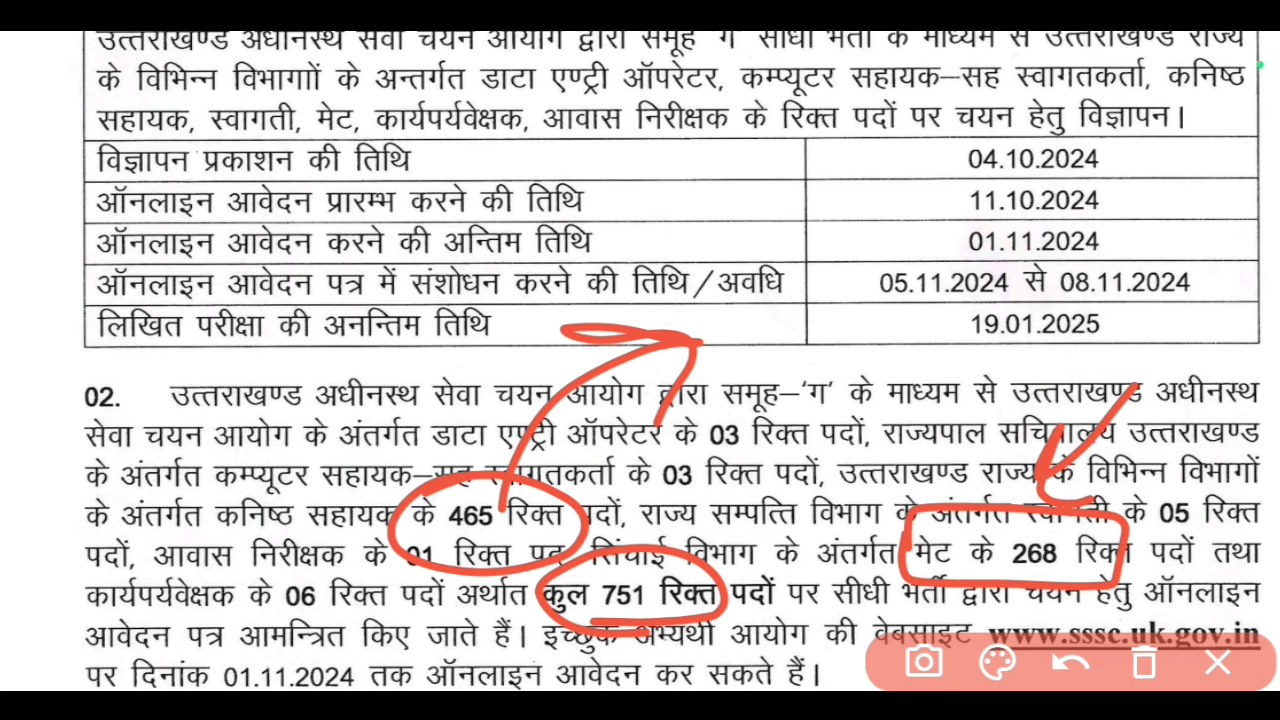 उत्तराखण्ड अधीनस्थ सेवा चयन आयोग द्वारा समूह 'ग' सीधी भर्ती के माध्यम से उत्तराखण्ड राज्य
के विभिन्न विभागाों के अन्तर्गत डाटा एण्ट्री ऑपरेटर, कम्प्यूटर सहायक–सह स्वागतकर्ता, कनिष्ठ
सहायक, स्वागती, मेट, कार्यपर्यवेक्षक, आवास निरीक्षक के रिक्त पदों पर चयन हेतु विज्ञापन।
विज्ञापन प्रकाशन की तिथि 04.10.2024
ऑनलाइन आवेदन प्रारम्भ करने की तिथि 11.10.2024
ऑनलाइन आवेदन करने की अन्तिम तिथि 01.11.2024
ऑनलाइन आवेदन पत्र में संशोधन करने की तिथि/अवधि 05.11.2024 से 08.11.2024
लिखित परीक्षा की अनन्तिम तिथि 19.01.2025
02. उत्तराखण्ड अधीनस्थ सेवा चयन आयोग द्वारा समूह–'ग' के माध्यम से उत्तराखण्ड अधीनस्थ
सेवा चयन आयोग के अंतर्गत डाटा एण्ट्री ऑपरेटर के 03 रिक्त पदों, राज्यपाल सचिवालय उत्तराखण्ड
के अंतर्गत कम्प्यूटर सहायक–सह स्वागतकर्ता के 03 रिक्त पदों, उत्तराखण्ड राज्य के विभिन्न विभागों
के अंतर्गत कनिष्ठ सहायक के 465 रिक्त पदों, राज्य सम्पत्ति विभाग के अंतर्गत स्वागती के 05 रिक्त
पदों, आवास निरीक्षक के 01 रिक्त पद, सिंचाई विभाग के अंतर्गत मेट के 268 रिक्त पदों तथा
कार्यपर्यवेक्षक के 06 रिक्त पदों अर्थात कुल 751 रिक्त पदों पर सीधी भर्ती द्वारा चयन हेतु ऑनलाइन
आवेदन पत्र आमन्त्रित किए जाते हैं। इच्छुक अभ्यर्थी आयोग की वेबसाइट www.sssc.uk.gov.in
पर दिनांक 01.11.2024 तक ऑनलाइन आवेदन कर सकते हैं।